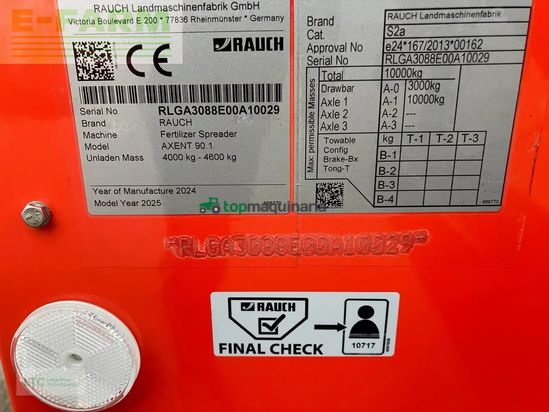 RAUCH Landmaschinenfabrik GmbH
Victoria Boulevard E 200 * 77836 Rheinmünster * Germany
E-FARM
RAUCH
Serial No RLGA3088E00A10029
Brand RAUCH
Machine Fertilizer Spreader
Model AXENT 90.1
Unladen Mass 4000 kg - 4600 kg
Year of Manufacture 2024
Model Year 2025
Brand RAUCH Landmaschinenfabrik
Cat. S2a
Approval No e24*167/2013*00162
Serial No RLGA3088E00A10029
Max. permissible Masses
Total 10000kg
Drawbar A-0 3000kg
Axle 1 A-1 10000kg
Axle 2 A-2 ---
Axle 3 A-3 ---
Towable kg T-1 T-2 T-3
Config B-1
Brake-Bx B-2
Tong-T B-3
B-4
topmaquinaria
*RLGA3088E00A10029*
RAUCH
FINAL CHECK
10717